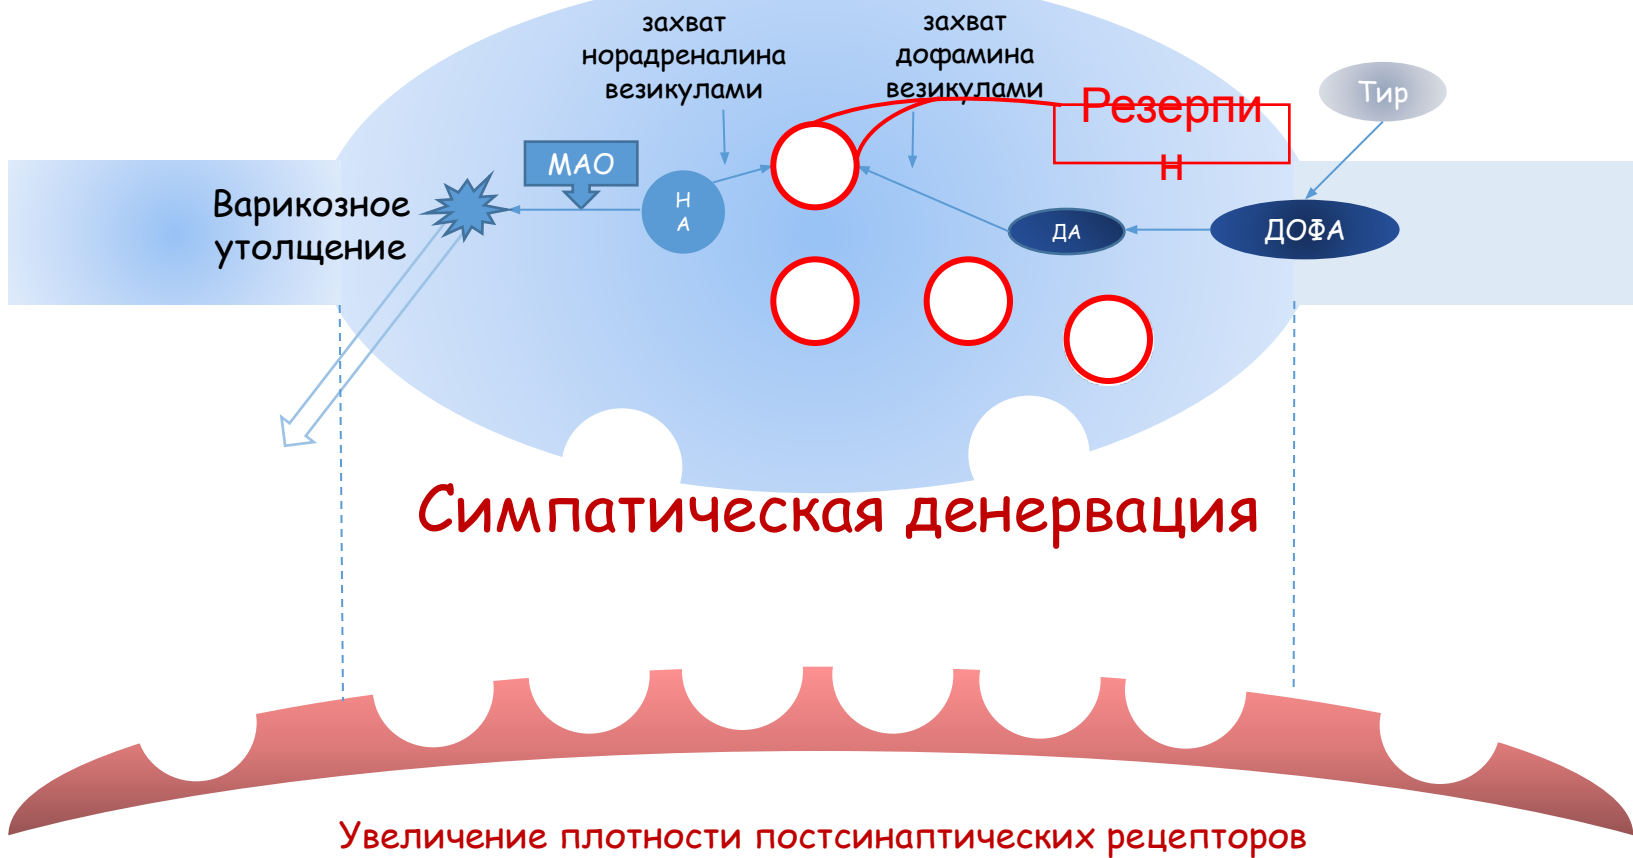 захват
норадреналина
везикулами
захват
дофамина
везикулами
Резерпи
н
Тир
МАО
Варикозное
утолщение
Н
А
ДА
ДОФА
Симпатическая денервация
Увеличение плотности постсинаптических рецепторов